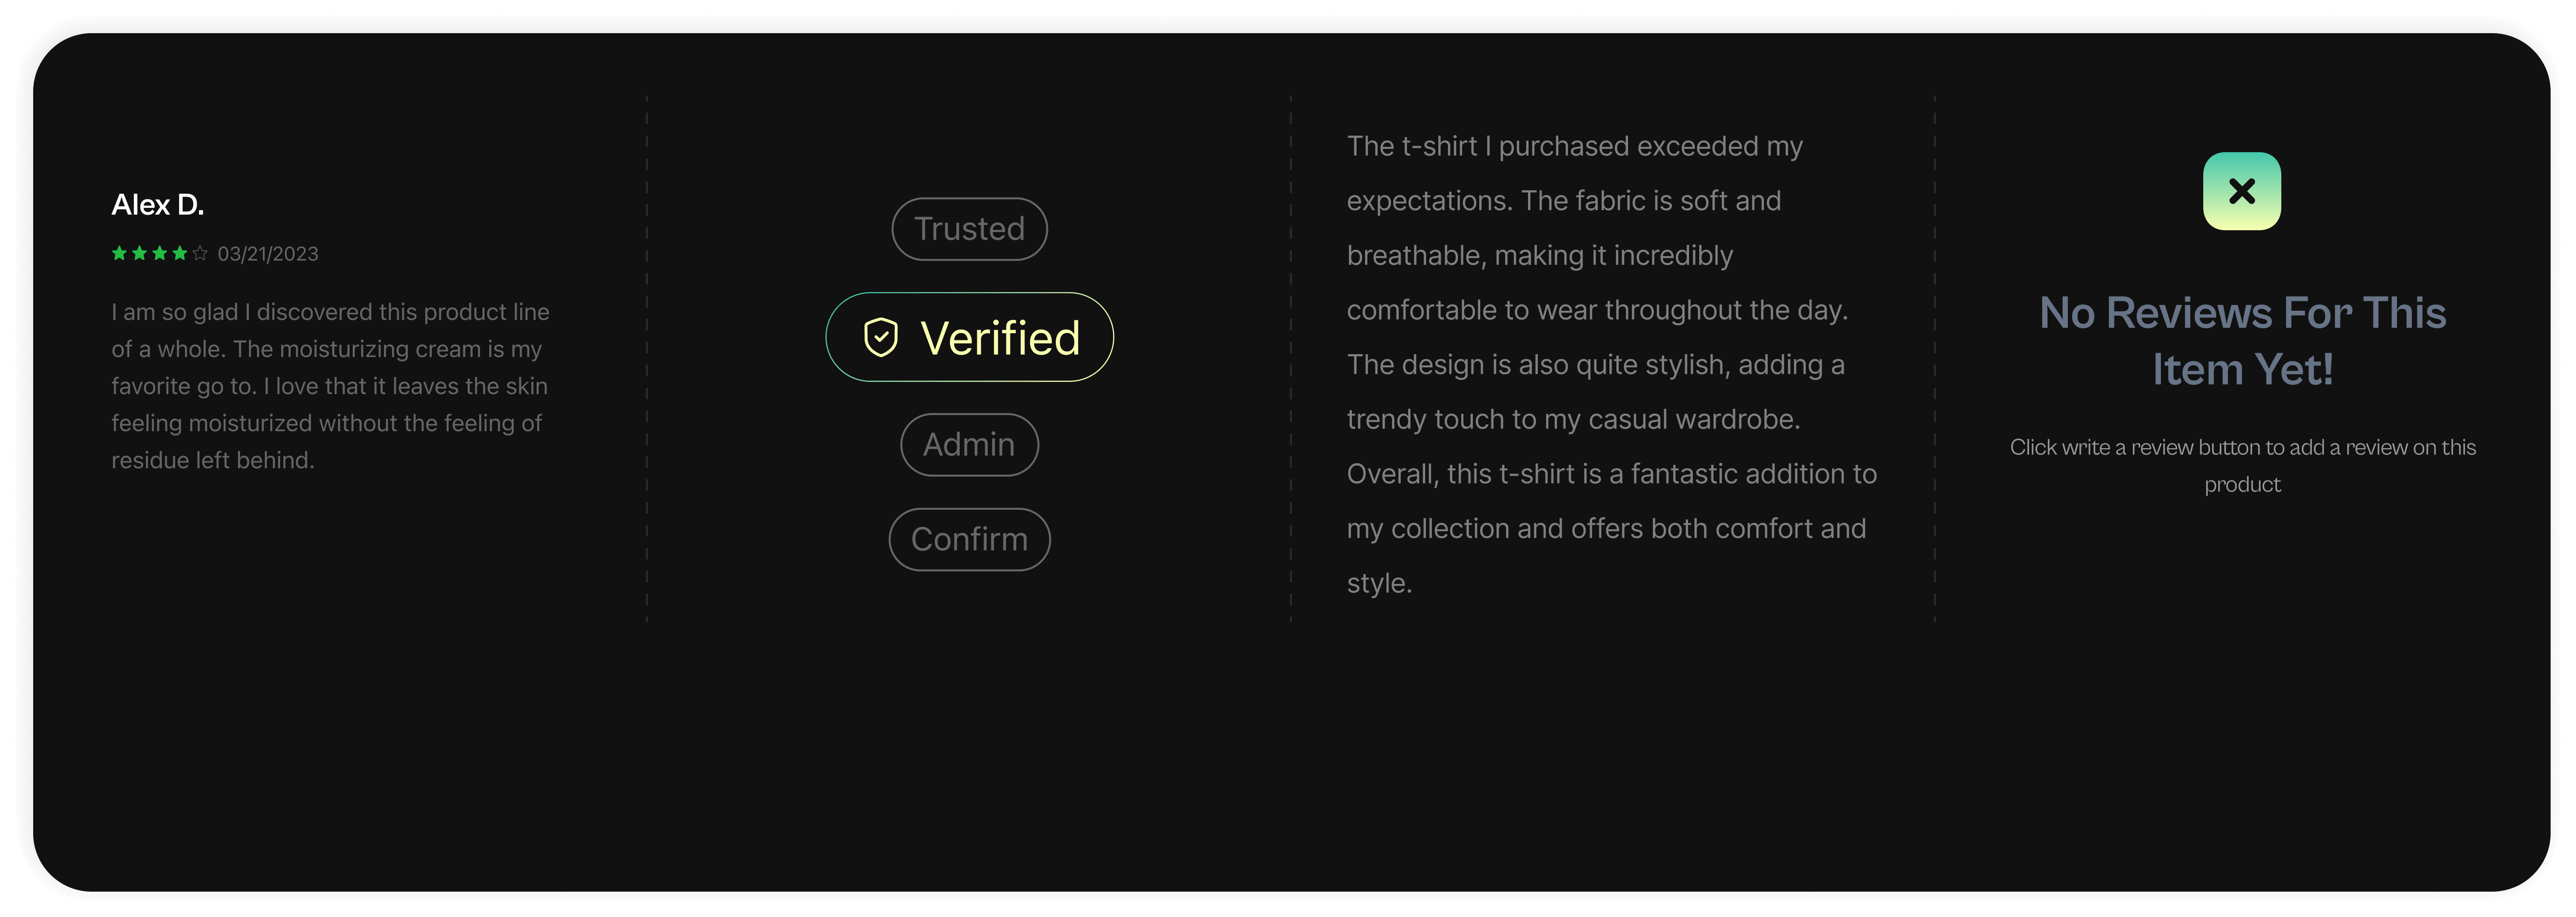 Alex D.
03/21/2023
I am so glad I discovered this product line
of a whole. The moisturizing cream is my
favorite go to. I love that it leaves the skin
feeling moisturized without the feeling of
residue left behind.
Trusted
Verified
Admin
Confirm
The t-shirt I purchased exceeded my
expectations. The fabric is soft and
breathable, making it incredibly
comfortable to wear throughout the day.
The design is also quite stylish, adding a
trendy touch to my casual wardrobe.
Overall, this t-shirt is a fantastic addition to
my collection and offers both comfort and
style.
No Reviews For This
Item Yet!
Click write a review button to add a review on this
product